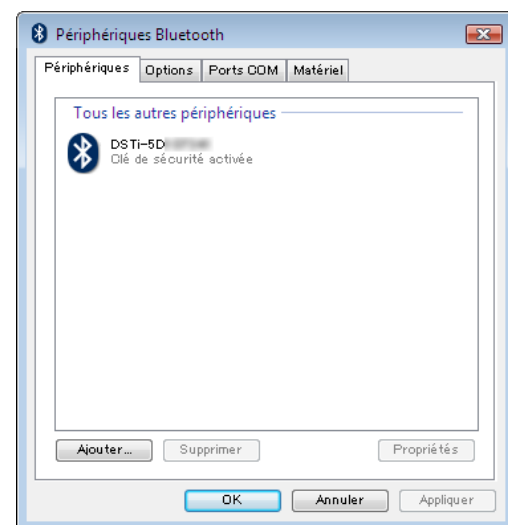 Périphériques Bluetooth
Périphériques Options Ports COM Matériel
Tous les autres périphériques
DSTi-5D
Clé de sécurité activée
Ajouter... Supprimer Propriétés
OK Annuler Appliquer